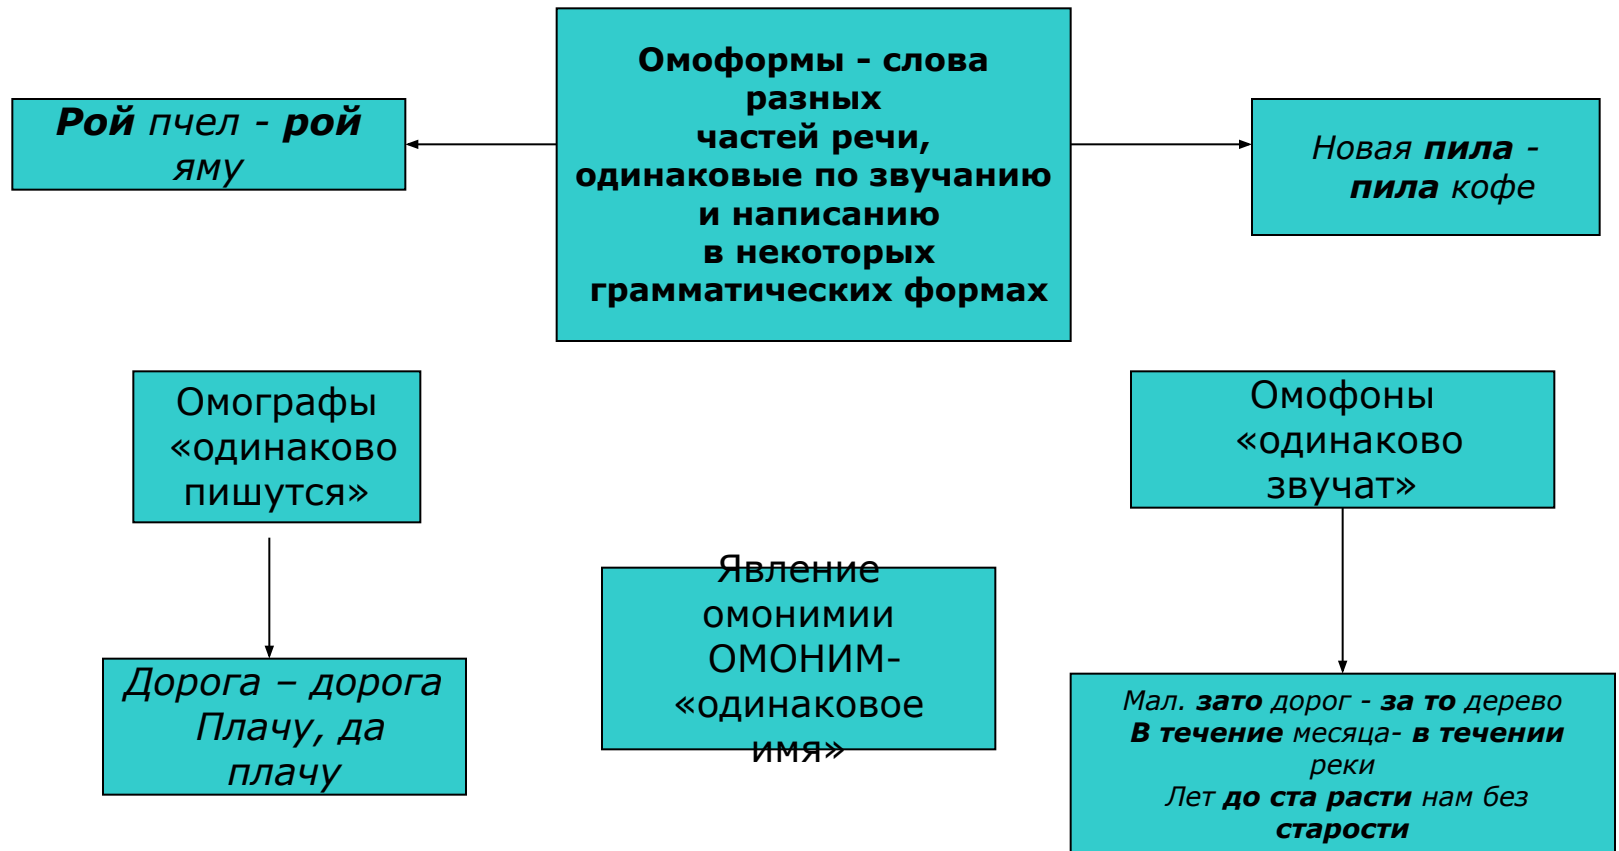 Омоформы - слова
разных
частей речи,
одинаковые по звучанию
и написанию
в некоторых
грамматических формах
Рой пчел - рой
яму
Новая пила -
пила кофе
Омографы
«одинаково
пишутся»
Омофоны
«одинаково
звучат»
Явление
омонимии
ОМОНИМ-
«одинаковое
имя»
Дорога – дорога
Плачу, да
плачу
Мал. зато дорог - за то дерево
В течение месяца- в течении
реки
Лет до ста расти нам без
старости